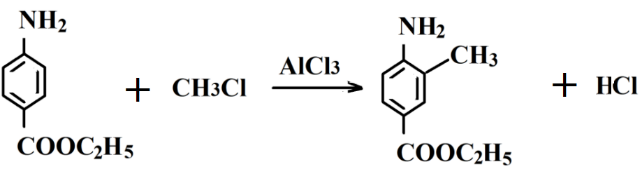 NH₂
NH₂
CH₃
AlCl₃
+ CH₃Cl
+ HCl
COOC₂H₅
COOC₂H₅